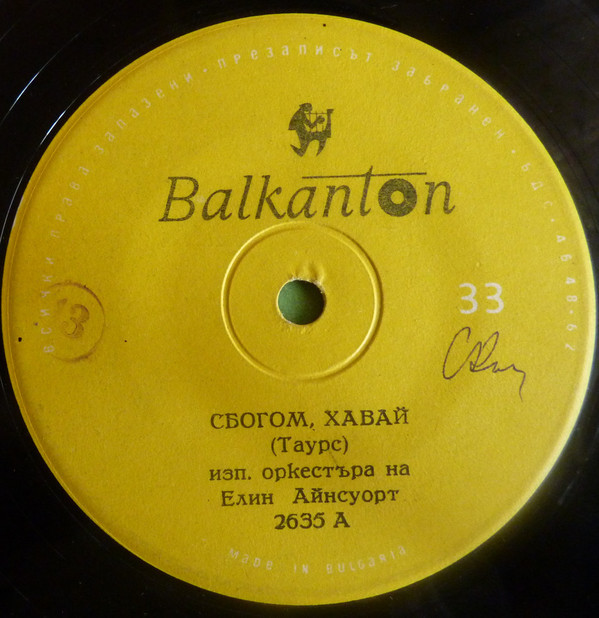 ВСИЧКИ ПРАВА ЗАПАЗЕНИ · ПРЕЗАПИСЪТ ЗАБРАНЕН · БДС · 4648-62
Balkanton
33
СБОГОМ, ХАВАЙ
(Таурс)
изп. оркестъра на
Елин Айнсуорт
2635 А
MADE IN BULGARIA